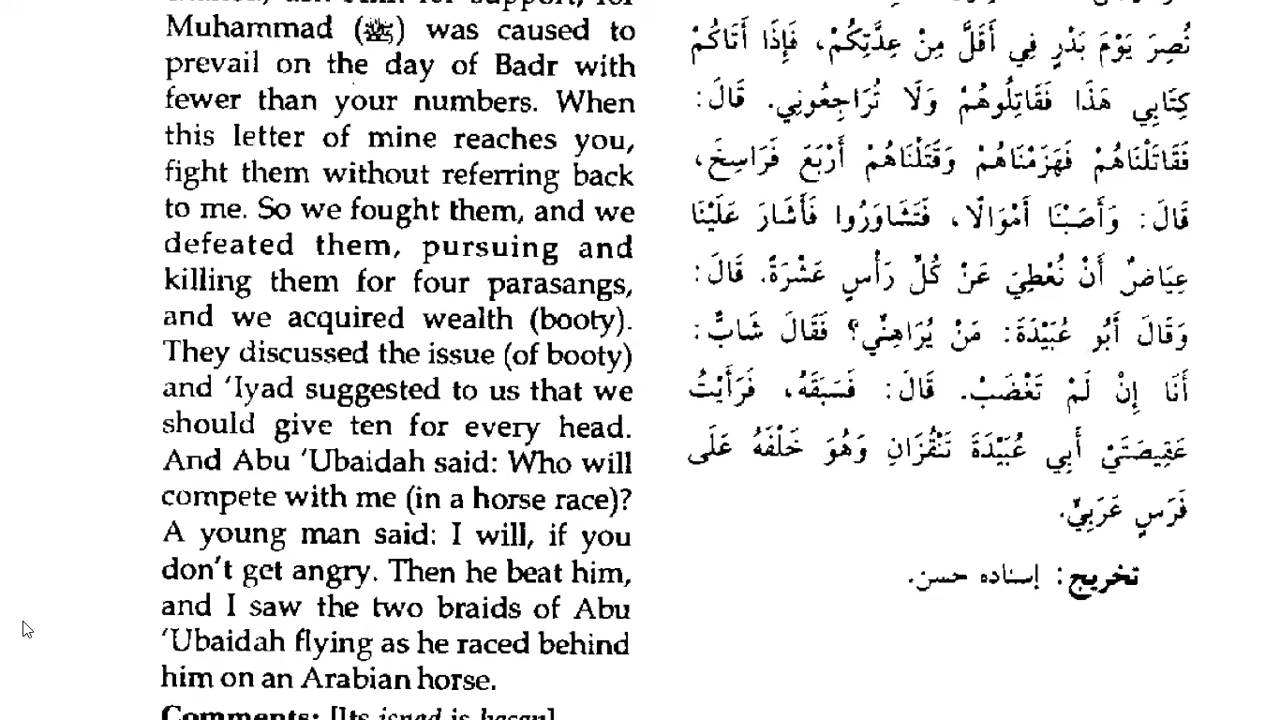 Muhammad (ﷺ) was caused to
prevail on the day of Badr with
fewer than your numbers. When
this letter of mine reaches you,
fight them without referring back
to me. So we fought them, and we
defeated them, pursuing and
killing them for four parasangs,
and we acquired wealth (booty).
They discussed the issue (of booty)
and ‘Iyad suggested to us that we
should give ten for every head.
And Abu ‘Ubaidah said: Who will
compete with me (in a horse race)?
A young man said: I will, if you
don't get angry. Then he beat him,
and I saw the two braids of Abu
‘Ubaidah flying as he raced behind
him on an Arabian horse.
Comments: [Its isnad is hasan]
نُصِرَ يَوْمَ بَدْرٍ فِي أَقَلَّ مِنْ عِدَّتِكُمْ، فَإِذَا أَتَاكُمْ
كِتَابِي هَذَا فَقَاتِلُوهُمْ وَلَا تُرَاجِعُونِي. قَالَ:
فَقَاتَلْنَاهُمْ فَهَزَمْنَاهُمْ وَقَتَلْنَاهُمْ أَرْبَعَ فَرَاسِخَ،
قَالَ: وَأَصَبْنَا أَمْوَالًا، فَتَشَاوَرُوا فَأَشَارَ عَلَيْنَا
عِيَاضٌ أَنْ نُعْطِيَ عَنْ كُلِّ رَأْسٍ عَشْرَةً. قَالَ:
وَقَالَ أَبُو عُبَيْدَةَ: مَنْ يُرَاهِنُي؟ فَقَالَ شَابٌّ:
أَنَا إِنْ لَمْ تَغْضَبْ. قَالَ: فَسَبَقَهُ، فَرَأَيْتُ
عَقِيصَتَيْ أَبِي عُبَيْدَةَ تَنْقُزَانِ وَهُوَ خَلْفَهُ عَلَى
فَرَسٍ عَرَبِيٍّ.
تخريج: إسناده حسن.